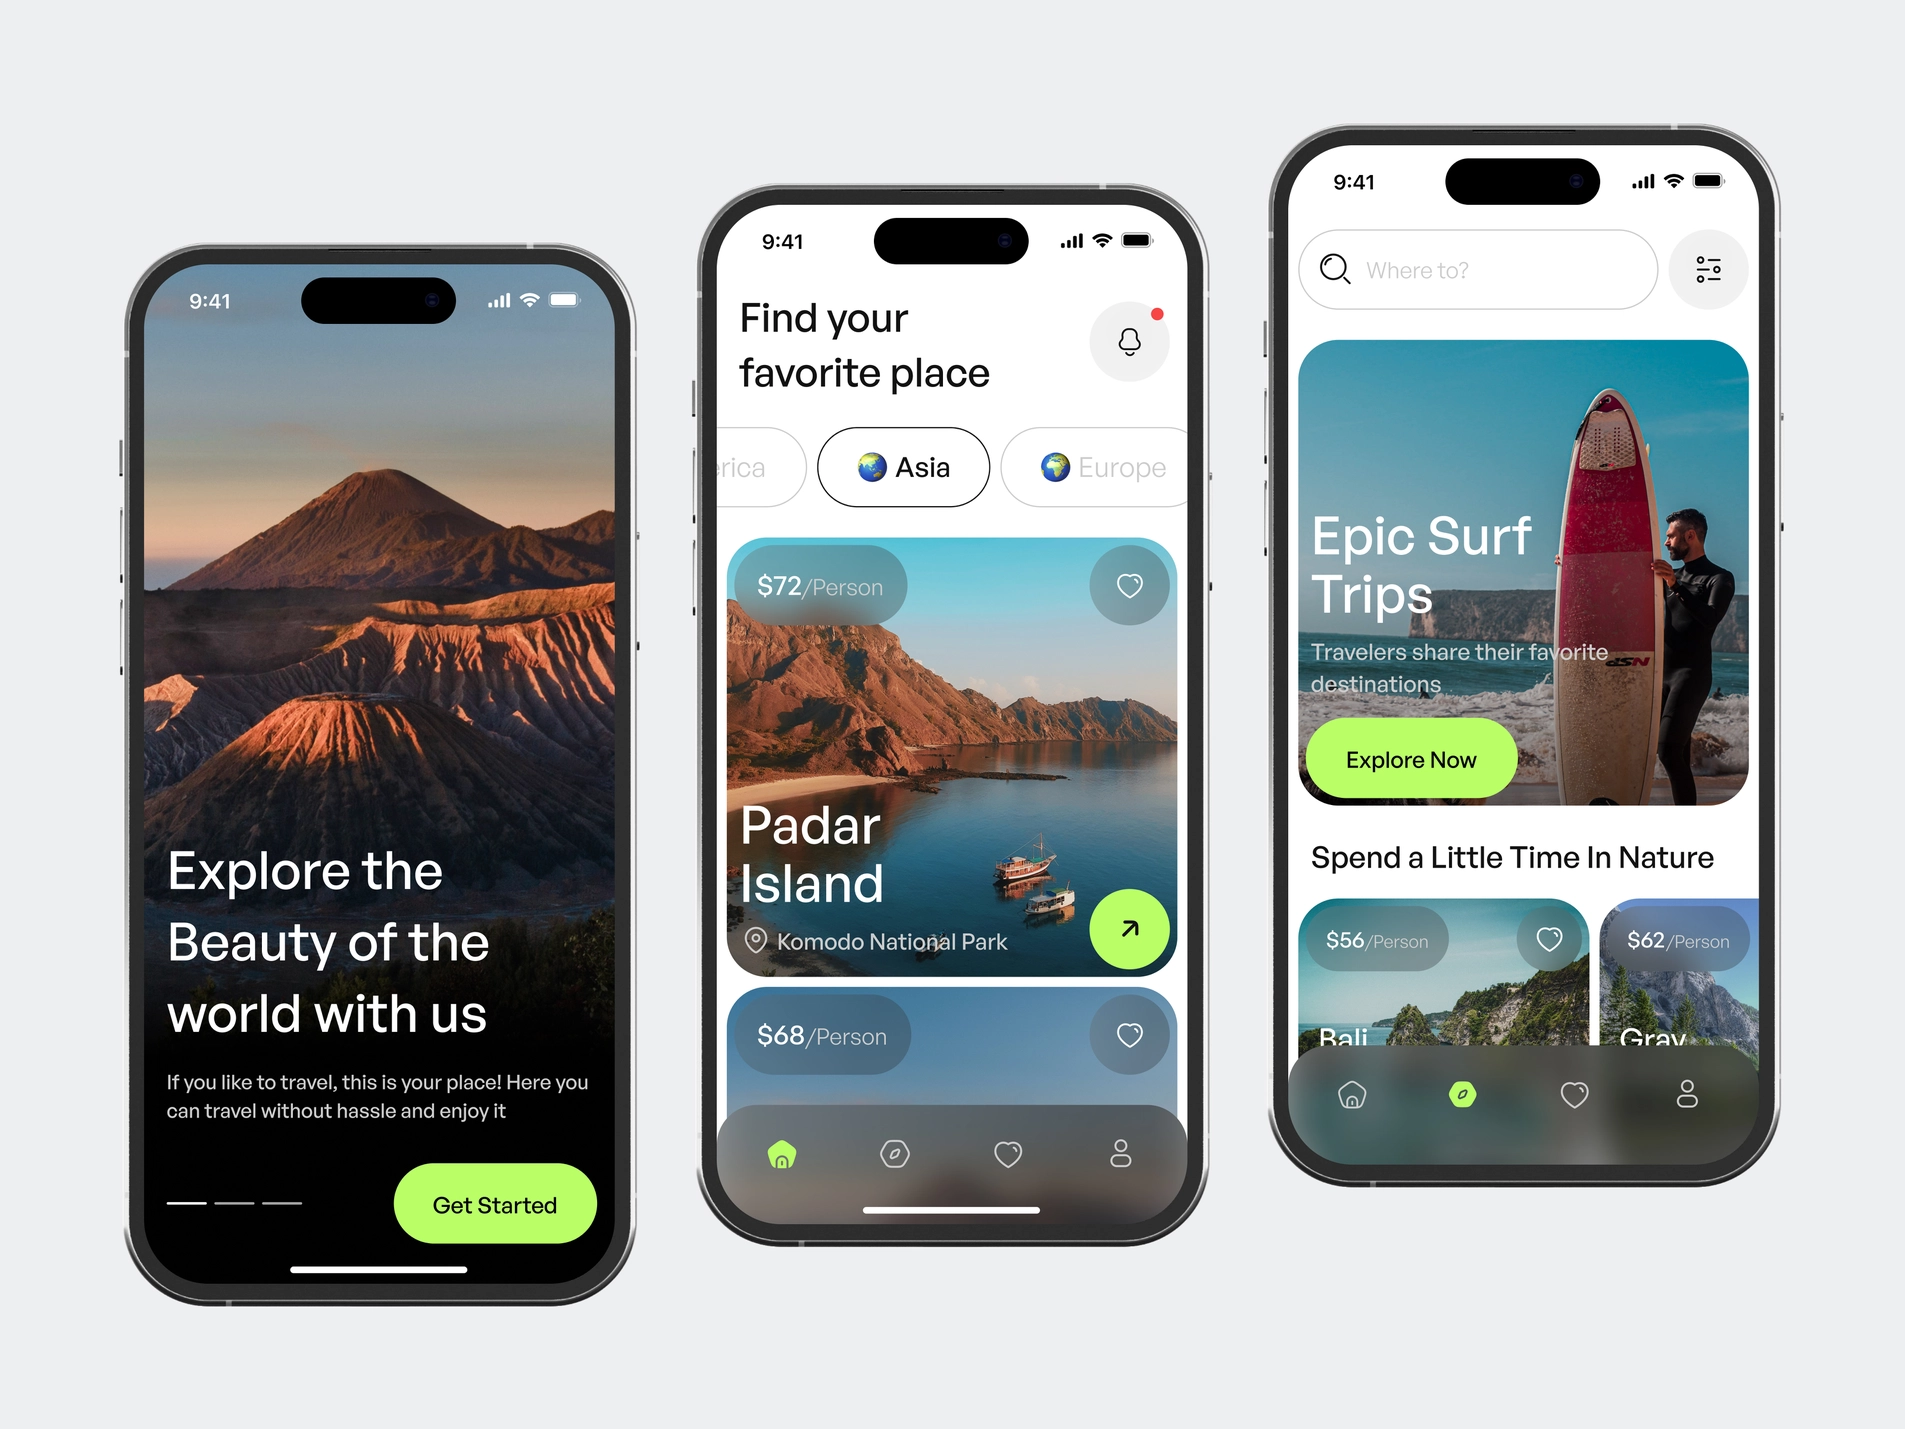 9:41
Explore the
Beauty of the
world with us
If you like to travel, this is your place! Here you
can travel without hassle and enjoy it
Get Started
9:41
Find your
favorite place
erica
Asia
Europe
$72/Person
Padar
Island
Komodo National Park
$68/Person
9:41
Where to?
Epic Surf
Trips
Travelers share their favorite
destinations
NSP
Explore Now
Spend a Little Time In Nature
$56/Person
$62/Person
Bali
Gray